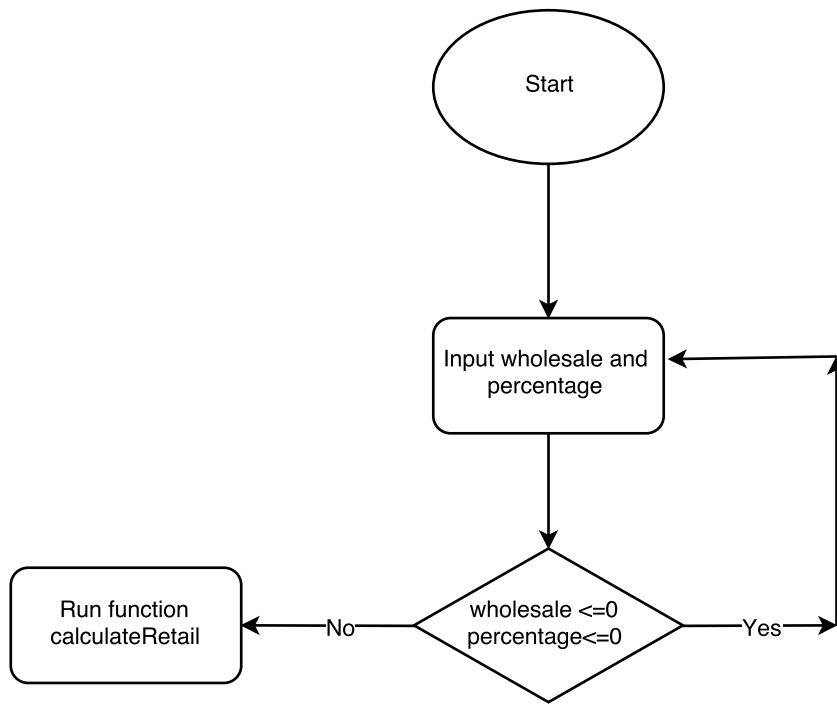 Start
Input wholesale and
percentage
wholesale <=0
percentage<=0
No
Yes
Run function
calculateRetail